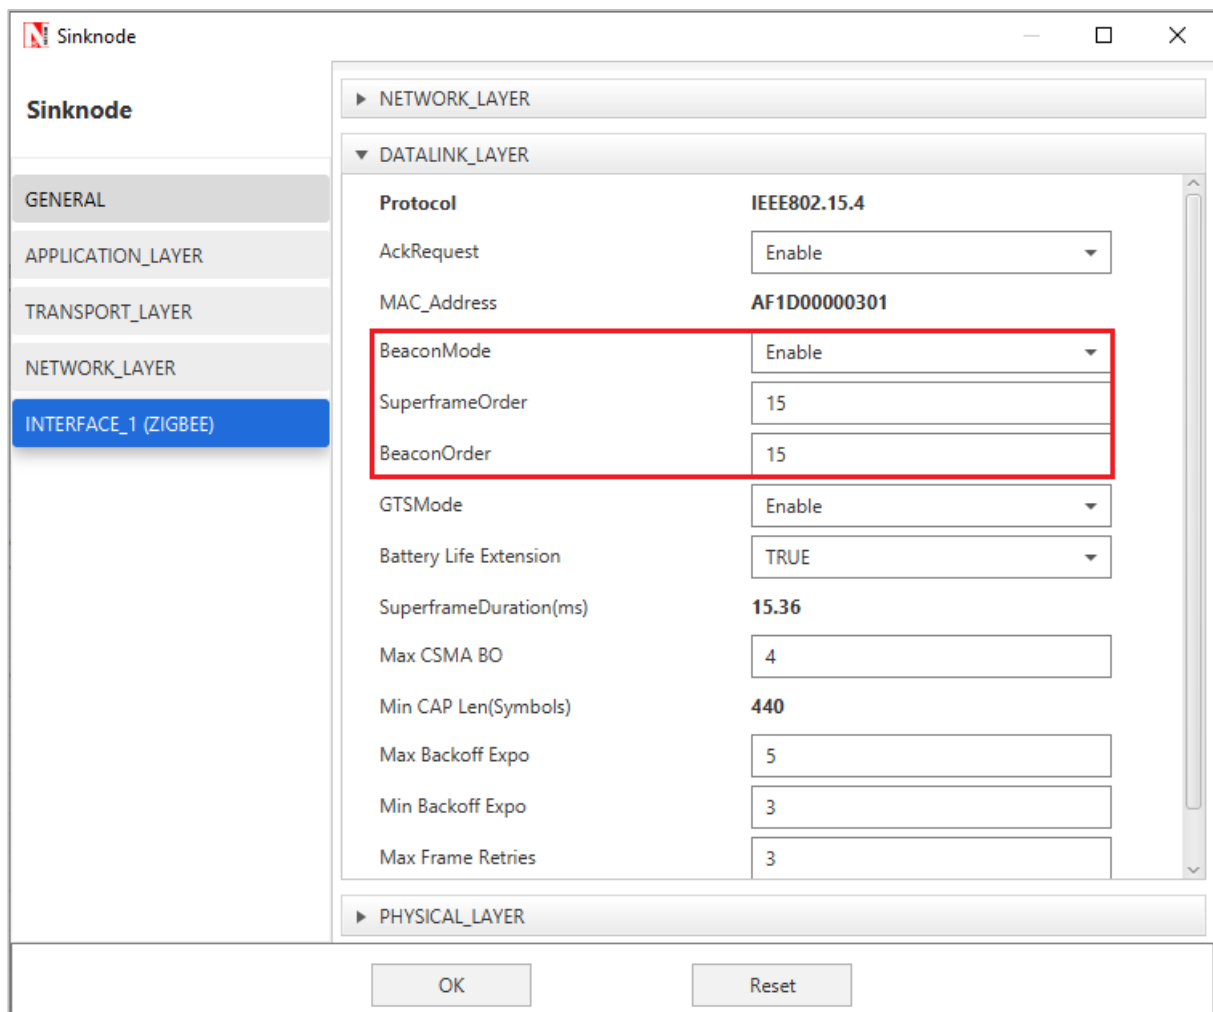 Sinknode
Sinknode
GENERAL
APPLICATION_LAYER
TRANSPORT_LAYER
NETWORK_LAYER
INTERFACE_1 (ZIGBEE)
NETWORK_LAYER
DATALINK_LAYER
Protocol IEEE802.15.4
AckRequest Enable
MAC_Address AF1D00000301
BeaconMode Enable
SuperframeOrder 15
BeaconOrder 15
GTSMode Enable
Battery Life Extension TRUE
SuperframeDuration(ms) 15.36
Max CSMA BO 4
Min CAP Len(Symbols) 440
Max Backoff Expo 5
Min Backoff Expo 3
Max Frame Retries 3
PHYSICAL_LAYER
OK Reset